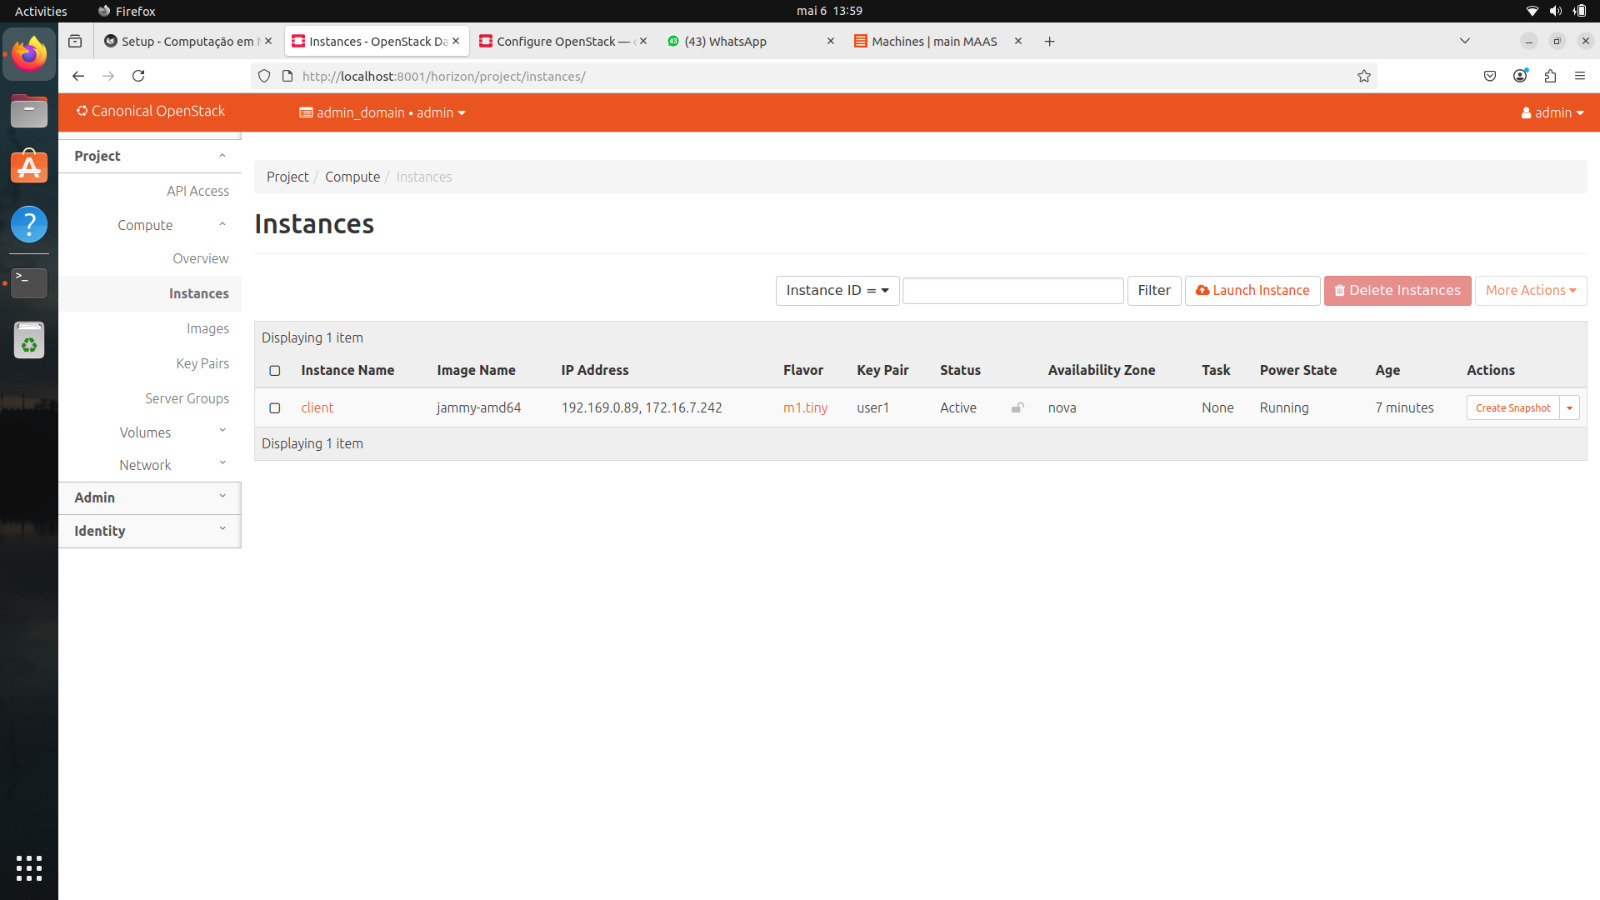 Activities
Firefox
mai 6 13:59
Setup - Computação em
Instances - OpenStack Da
Configure OpenStack —
(43) WhatsApp
Machines | main MAAS
http://localhost:8001/horizon/project/instances/
Canonical OpenStack
admin_domain • admin
admin
Project
API Access
Compute
Overview
Instances
Images
Key Pairs
Server Groups
Volumes
Network
Admin
Identity
Project / Compute / Instances
Instances
Instance ID =
Filter
Launch Instance
Delete Instances
More Actions
Displaying 1 item
Instance Name Image Name IP Address Flavor Key Pair Status Availability Zone Task Power State Age Actions
client jammy-amd64 192.169.0.89, 172.16.7.242 m1.tiny user1 Active nova None Running 7 minutes Create Snapshot
Displaying 1 item